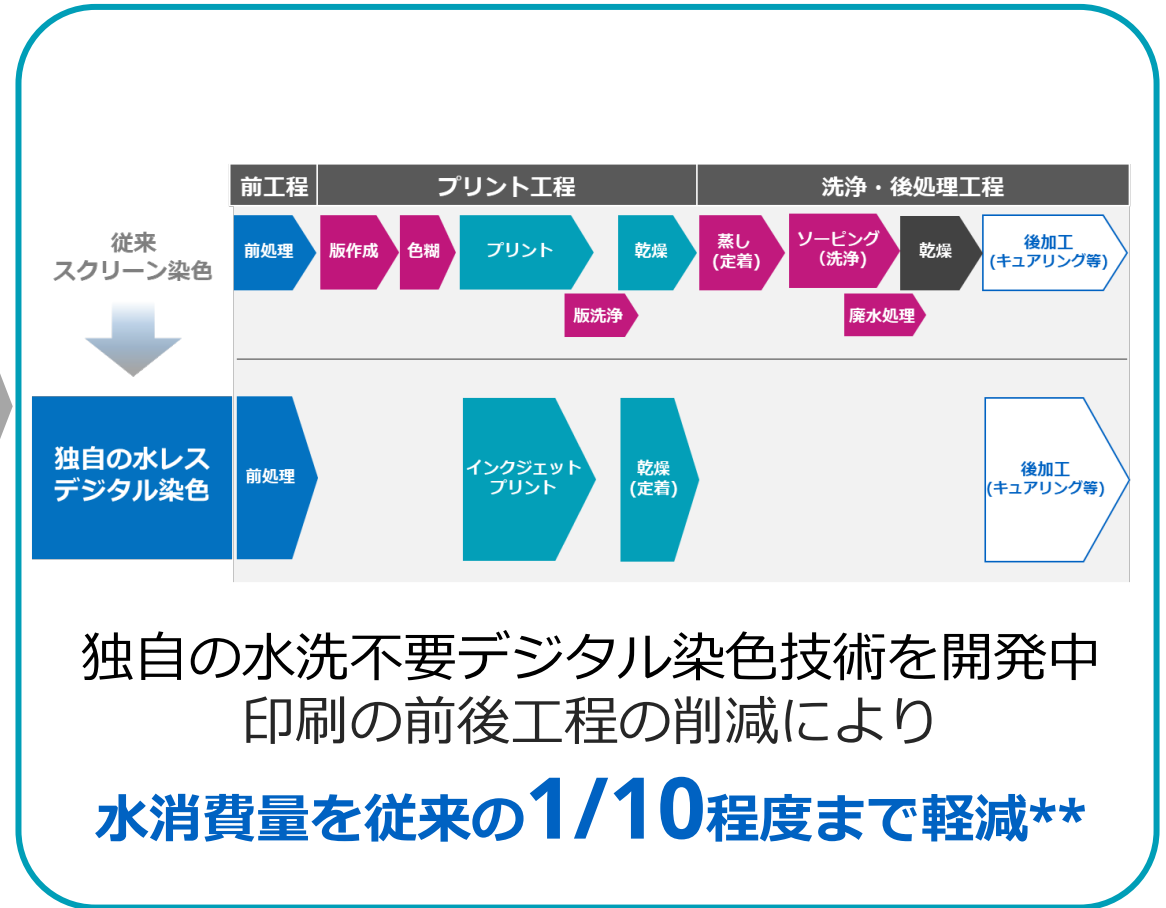 前工程
プリント工程
洗浄・後処理工程
従来
スクリーン染色
前処理
版作成
色糊
プリント
乾燥
蒸し
(定着)
ソーピング
(洗浄)
乾燥
後加工
(キュアリング等)
版洗浄
廃水処理
独自の水レス
デジタル染色
前処理
インクジェット
プリント
乾燥
(定着)
後加工
(キュアリング等)
独自の水洗不要デジタル染色技術を開発中
印刷の前後工程の削減により
水消費量を従来の1/10程度まで軽減**